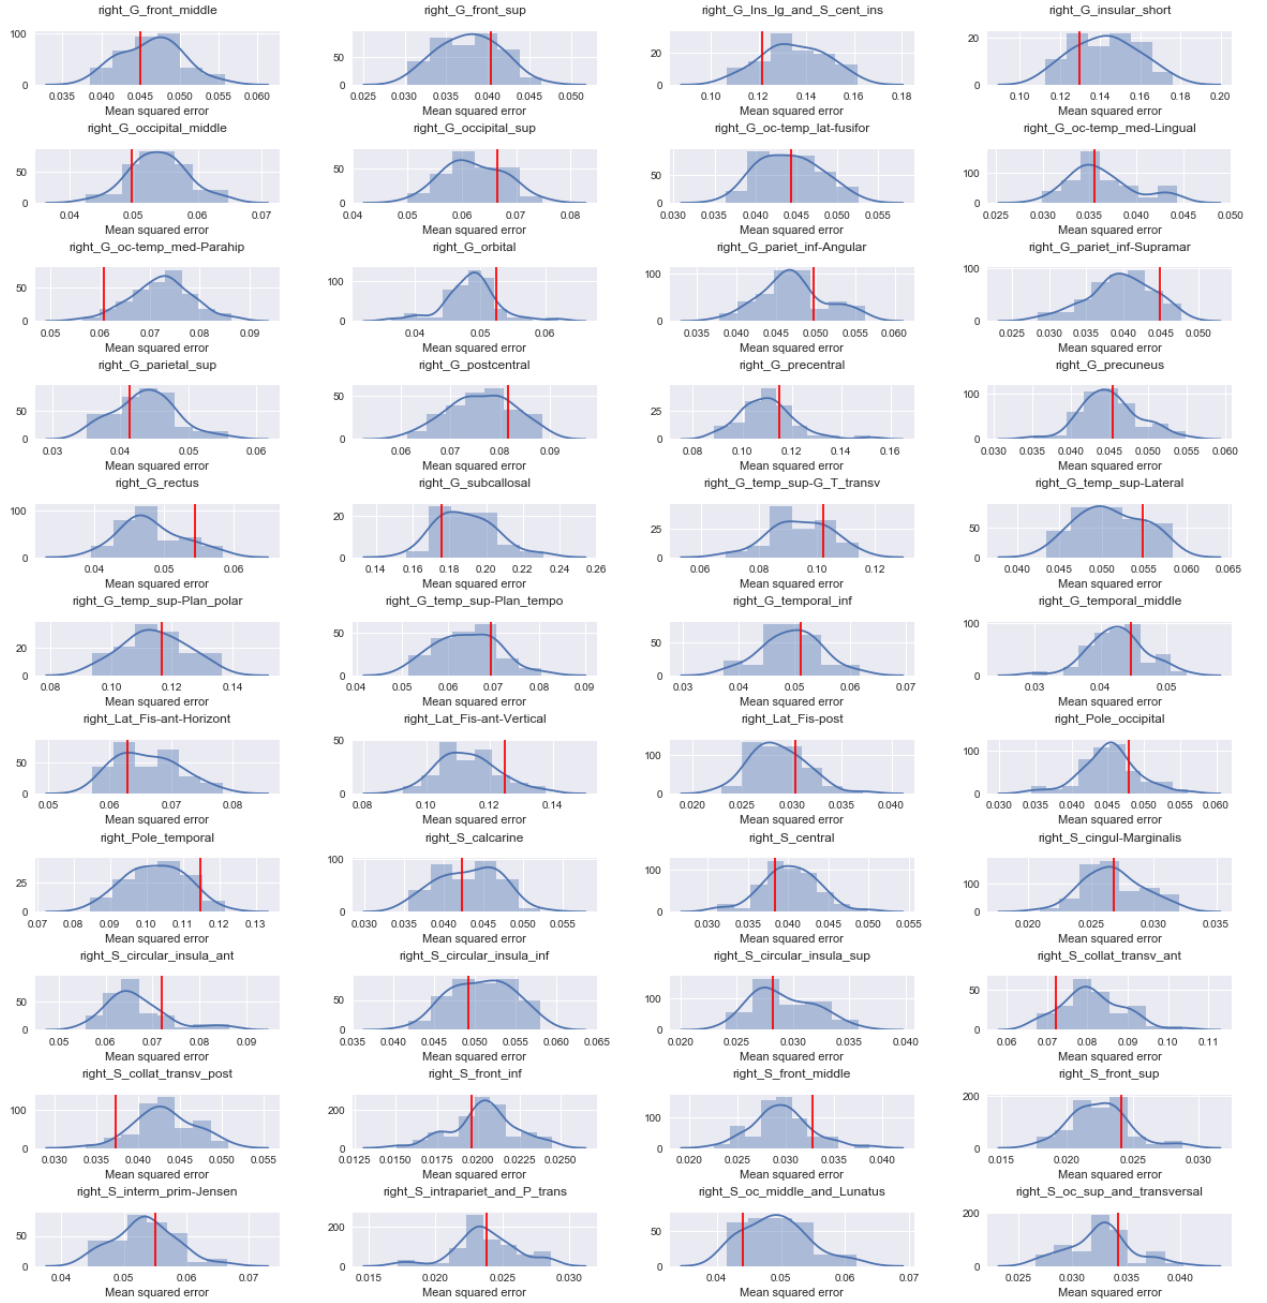 right_G_front_middle
right_G_front_sup
right_G_Ins_lg_and_S_cent_ins
right_G_insular_short
100
50
0
0.035 0.040 0.045 0.050 0.055 0.060
50
0
0.025 0.030 0.035 0.040 0.045 0.050
20
0
0.10 0.12 0.14 0.16 0.18
20
0
0.10 0.12 0.14 0.16 0.18 0.20
Mean squared error
Mean squared error
Mean squared error
Mean squared error
right_G_occipital_middle
right_G_occipital_sup
right_G_oc-temp_lat-fusifor
right_G_oc-temp_med-Lingual
50
0
0.04 0.05 0.06 0.07
50
0
0.04 0.05 0.06 0.07 0.08
50
0
0.030 0.035 0.040 0.045 0.050 0.055
100
0
0.025 0.030 0.035 0.040 0.045 0.050
Mean squared error
Mean squared error
Mean squared error
Mean squared error
right_G_oc-temp_med-Parahip
right_G_orbital
right_G_pariet_inf-Angular
right_G_pariet_inf-Supramar
50
0
0.05 0.06 0.07 0.08 0.09
100
0
0.04 0.05 0.06
100
0
0.035 0.040 0.045 0.050 0.055 0.060
100
0
0.025 0.030 0.035 0.040 0.045 0.050
Mean squared error
Mean squared error
Mean squared error
Mean squared error
right_G_parietal_sup
right_G_postcentral
right_G_precentral
right_G_precuneus
50
0
0.03 0.04 0.05 0.06
50
0
0.06 0.07 0.08 0.09
25
0
0.08 0.10 0.12 0.14 0.16
100
0
0.030 0.035 0.040 0.045 0.050 0.055 0.060
Mean squared error
Mean squared error
Mean squared error
Mean squared error
right_G_rectus
right_G_subcallosal
right_G_temp_sup-G_T_transv
right_G_temp_sup-Lateral
100
0
0.04 0.05 0.06
20
0
0.14 0.16 0.18 0.20 0.22 0.24 0.26
25
0
0.06 0.08 0.10 0.12
50
0
0.040 0.045 0.050 0.055 0.060 0.065
Mean squared error
Mean squared error
Mean squared error
Mean squared error
right_G_temp_sup-Plan_polar
right_G_temp_sup-Plan_tempo
right_G_temporal_inf
right_G_temporal_middle
20
0
0.08 0.10 0.12 0.14
50
0
0.04 0.05 0.06 0.07 0.08 0.09
50
0
0.03 0.04 0.05 0.06 0.07
100
50
0
0.03 0.04 0.05
Mean squared error
Mean squared error
Mean squared error
Mean squared error
right_Lat_Fis-ant-Horizont
right_Lat_Fis-ant-Vertical
right_Lat_Fis-post
right_Pole_occipital
50
0
0.05 0.06 0.07 0.08
50
25
0
0.08 0.10 0.12 0.14
100
0
0.020 0.025 0.030 0.035 0.040
100
0
0.030 0.035 0.040 0.045 0.050 0.055 0.060
Mean squared error
Mean squared error
Mean squared error
Mean squared error
right_Pole_temporal
right_S_calcarine
right_S_central
right_S_cingul-Marginalis
25
0
0.07 0.08 0.09 0.10 0.11 0.12 0.13
100
50
0
0.030 0.035 0.040 0.045 0.050 0.055
100
0
0.030 0.035 0.040 0.045 0.050 0.055
100
0
0.020 0.025 0.030 0.035
Mean squared error
Mean squared error
Mean squared error
Mean squared error
right_S_circular_insula_ant
right_S_circular_insula_inf
right_S_circular_insula_sup
right_S_collat_transv_ant
50
0
0.05 0.06 0.07 0.08 0.09
50
0
0.035 0.040 0.045 0.050 0.055 0.060 0.065
100
0
0.020 0.025 0.030 0.035 0.040
50
0
0.06 0.07 0.08 0.09 0.10 0.11
Mean squared error
Mean squared error
Mean squared error
Mean squared error
right_S_collat_transv_post
right_S_front_inf
right_S_front_middle
right_S_front_sup
100
0
0.030 0.035 0.040 0.045 0.050 0.055
200
0
0.0125 0.0150 0.0175 0.0200 0.0225 0.0250
100
0
0.020 0.025 0.030 0.035 0.040
200
100
0
0.015 0.020 0.025 0.030
Mean squared error
Mean squared error
Mean squared error
Mean squared error
right_S_interm_prim-Jensen
right_S_intrapariet_and_P_trans
right_S_oc_middle_and_Lunatus
right_S_oc_sup_and_transversal
50
0
0.04 0.05 0.06 0.07
200
0
0.015 0.020 0.025 0.030
50
0
0.04 0.05 0.06 0.07
200
0
0.025 0.030 0.035 0.040
Mean squared error
Mean squared error
Mean squared error
Mean squared error